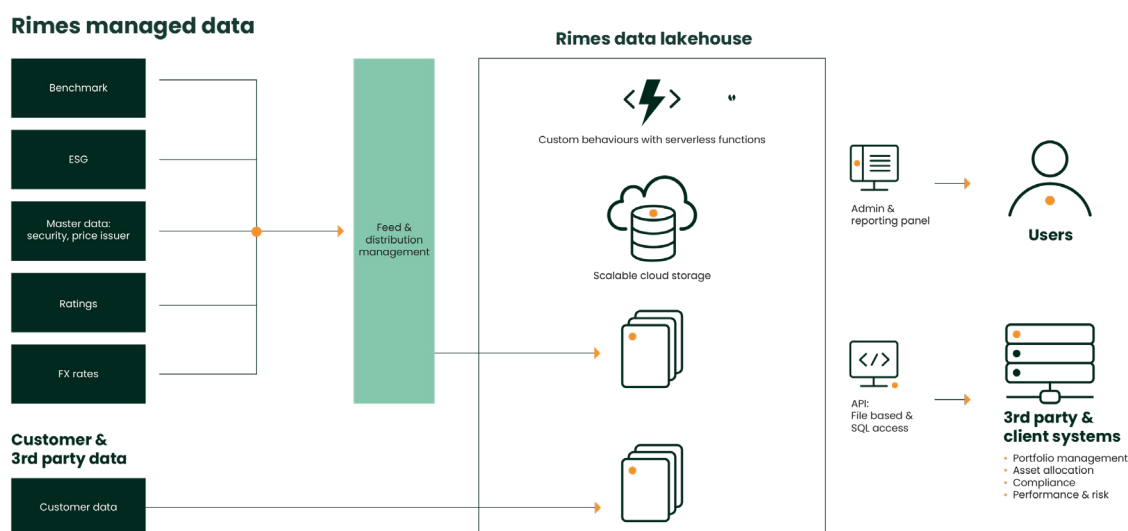 Rimes managed data
Benchmark
ESG
Master data:
security, price issuer
Ratings
FX rates
Customer &
3rd party data
Customer data
Feed &
distribution
management
Rimes data lakehouse
Custom behaviours with serverless functions
Scalable cloud storage
Admin &
reporting panel
Users
API:
File based &
SQL access
3rd party &
client systems
• Portfolio management
• Asset allocation
• Compliance
• Performance & risk